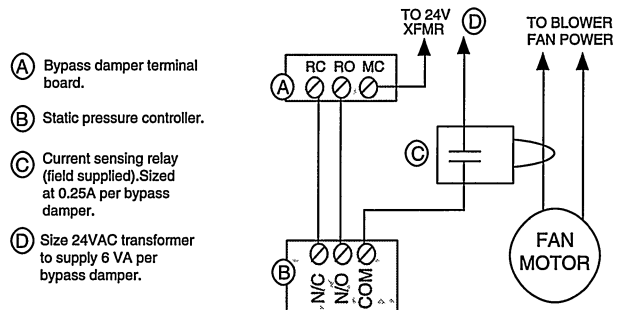 TO 24V
XFMR
D
TO BLOWER
FAN POWER
A Bypass damper terminal
board.
B Static pressure controller.
C Current sensing relay
(field supplied).Sized
at 0.25A per bypass
damper.
D Size 24VAC transformer
to supply 6 VA per
bypass damper.
RC RO MC
A
C
B
N/C N/O COM
FAN
MOTOR